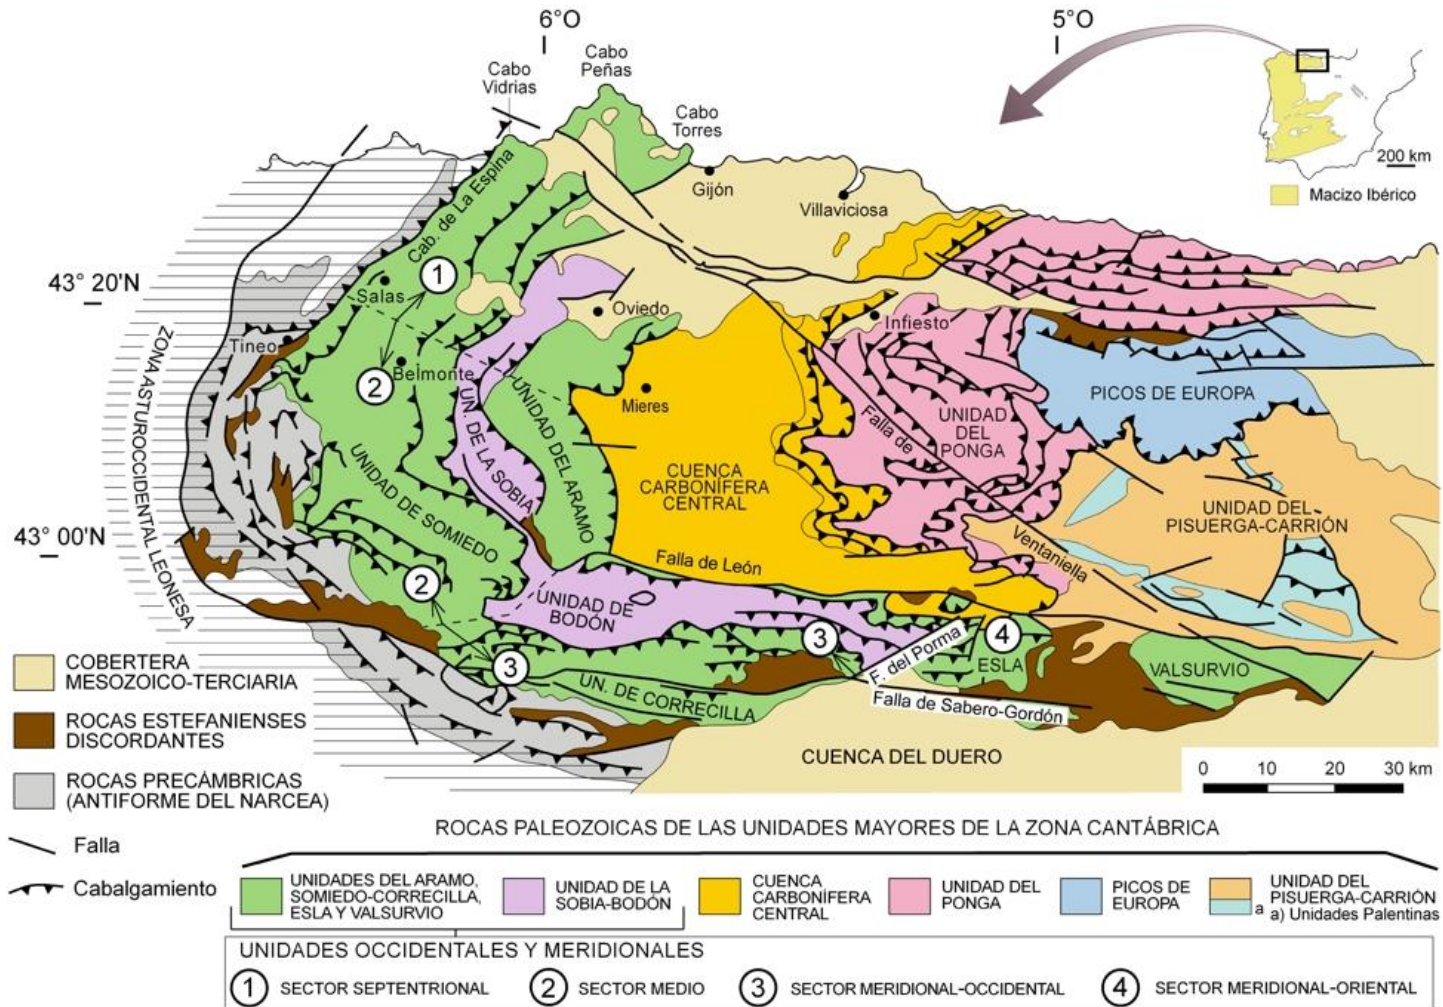 6°O
5°O
Cabo
Peñas
Cabo
Vidrias
Cabo
Torres
Gijón
Villaviciosa
200 km
Macizo Ibérico
Cab. de La Espina
43° 20'N
1
Salas
Oviedo
Infiesto
Tineo
2
Belmonte
Mieres
ZONA ASTUROCCIDENTAL LEONESA
UN. DE LA SOBIA
UNIDAD DEL ARAMO
UNIDAD DE SOMIEDO
CUENCA
CARBONÍFERA
CENTRAL
Falla de
Ventaniella
UNIDAD
DEL
PONGA
PICOS DE EUROPA
UNIDAD DEL
PISUERGA-CARRIÓN
43° 00'N
Falla de León
2
UNIDAD DE
BODÓN
3
3
F. del Porma
4
ESLA
VALSURVIO
UN. DE CORRECILLA
Falla de Sabero-Gordón
CUENCA DEL DUERO
0 10 20 30 km
COBERTERA
MESOZOICO-TERCIARIA
ROCAS ESTEFANIENSES
DISCORDANTES
ROCAS PRECÁMBRICAS
(ANTIFORME DEL NARCEA)
Falla
Cabalgamiento
ROCAS PALEOZOICAS DE LAS UNIDADES MAYORES DE LA ZONA CANTÁBRICA
UNIDADES DEL ARAMO,
SOMIEDO-CORRECILLA,
ESLA Y VALSURVIO
UNIDAD DE LA
SOBIA-BODÓN
CUENCA
CARBONÍFERA
CENTRAL
UNIDAD DEL
PONGA
PICOS DE
EUROPA
UNIDAD DEL
PISUERGA-CARRIÓN
a a) Unidades Palentinas
UNIDADES OCCIDENTALES Y MERIDIONALES
1 SECTOR SEPTENTRIONAL
2 SECTOR MEDIO
3 SECTOR MERIDIONAL-OCCIDENTAL
4 SECTOR MERIDIONAL-ORIENTAL